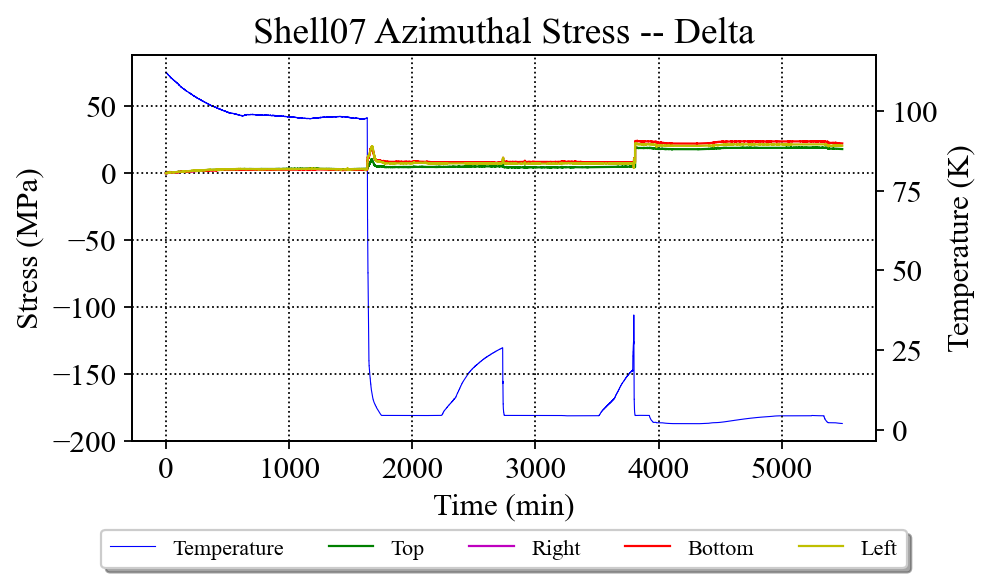 Shell07 Azimuthal Stress -- Delta
Stress (MPa)
50
0
−50
−100
−150
−200
100
75
50
25
0
Temperature (K)
0 1000 2000 3000 4000 5000
Time (min)
Temperature Top Right Bottom Left